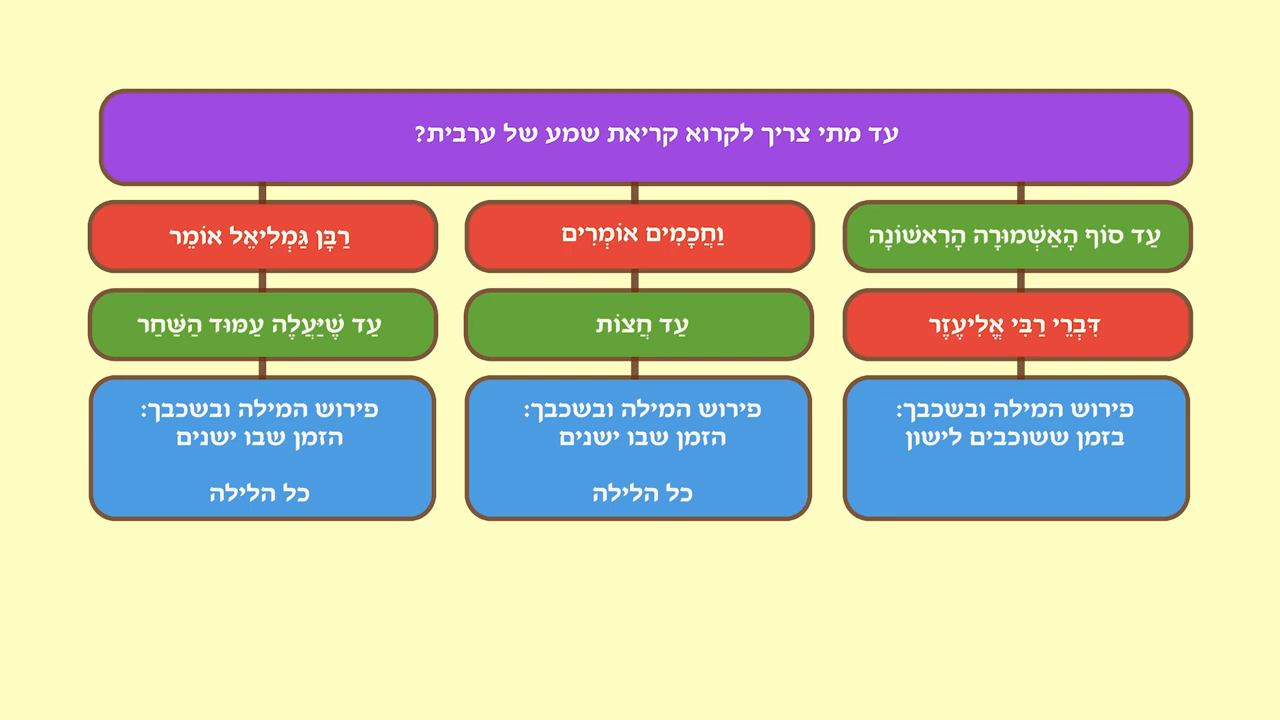 עד מתי צריך לקרוא קריאת שמע של ערבית?
עַד סוֹף הָאַשְׁמוּרָה הָרִאשׁוֹנָה
דִּבְרֵי רַבִּי אֱלִיעֶזֶר
פירוש המילה ובשכבך:
בזמן ששוכבים לישון
וַחֲכָמִים אוֹמְרִים
עַד חֲצוֹת
פירוש המילה ובשכבך:
הזמן שבו ישנים
כל הלילה
רַבָּן גַּמְלִיאֵל אוֹמֵר
עַד שֶׁיַּעֲלֶה עַמּוּד הַשַּׁחַר
פירוש המילה ובשכבך:
הזמן שבו ישנים
כל הלילה